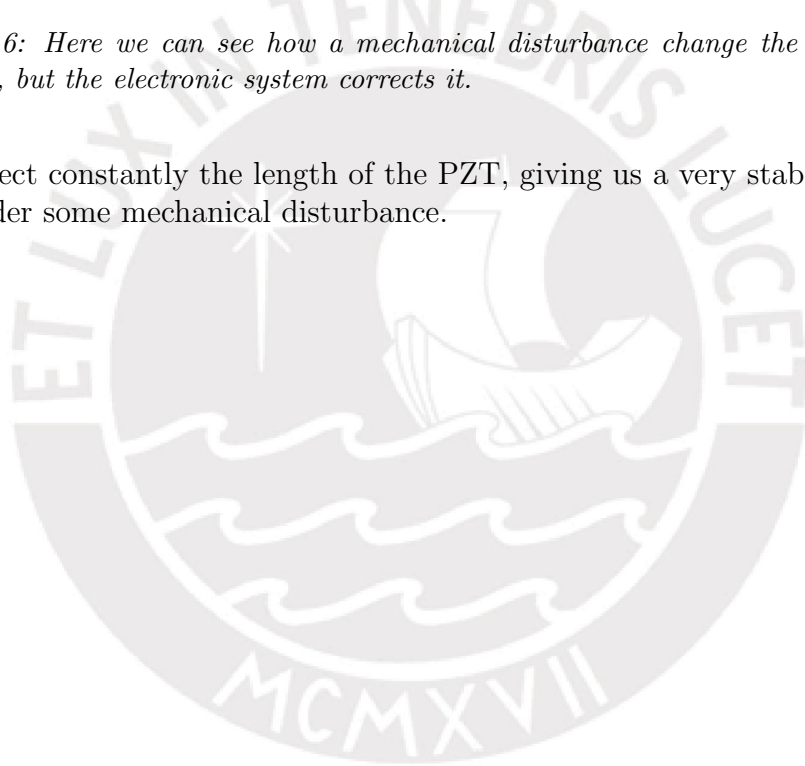 6: Here we can see how a mechanical disturbance change the
, but the electronic system corrects it.
ect constantly the length of the PZT, giving us a very stab
der some mechanical disturbance.
ET LUX IN TENEBRIS LUCET
MCMXVII